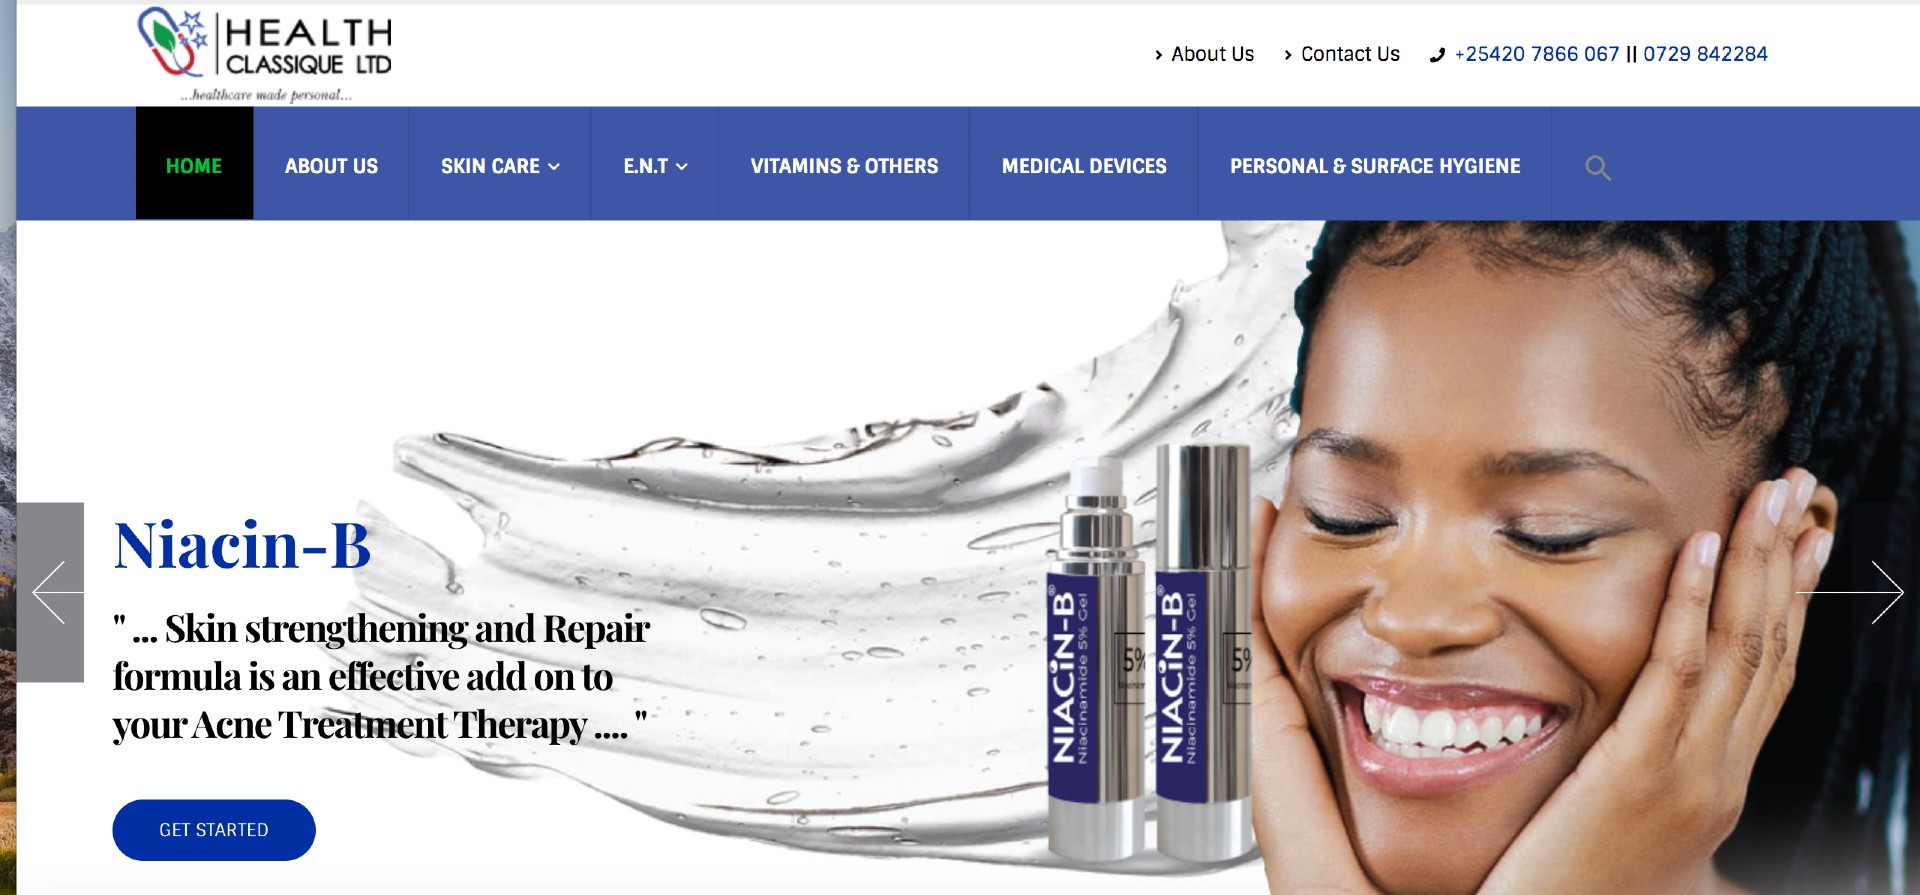 HEALTH
CLASSIQUE LTD
...healthcare made personal...
About Us
Contact Us
+25420 7866 067 || 0729 842284
HOME
ABOUT US
SKIN CARE
E.N.T
VITAMINS & OTHERS
MEDICAL DEVICES
PERSONAL & SURFACE HYGIENE
Niacin-B
" ... Skin strengthening and Repair
formula is an effective add on to
your Acne Treatment Therapy .... "
GET STARTED
NIACiN-B®
Niacinamide 5% Gel
5%
NIACiN-B®
Niacinamide 5% Gel
5%